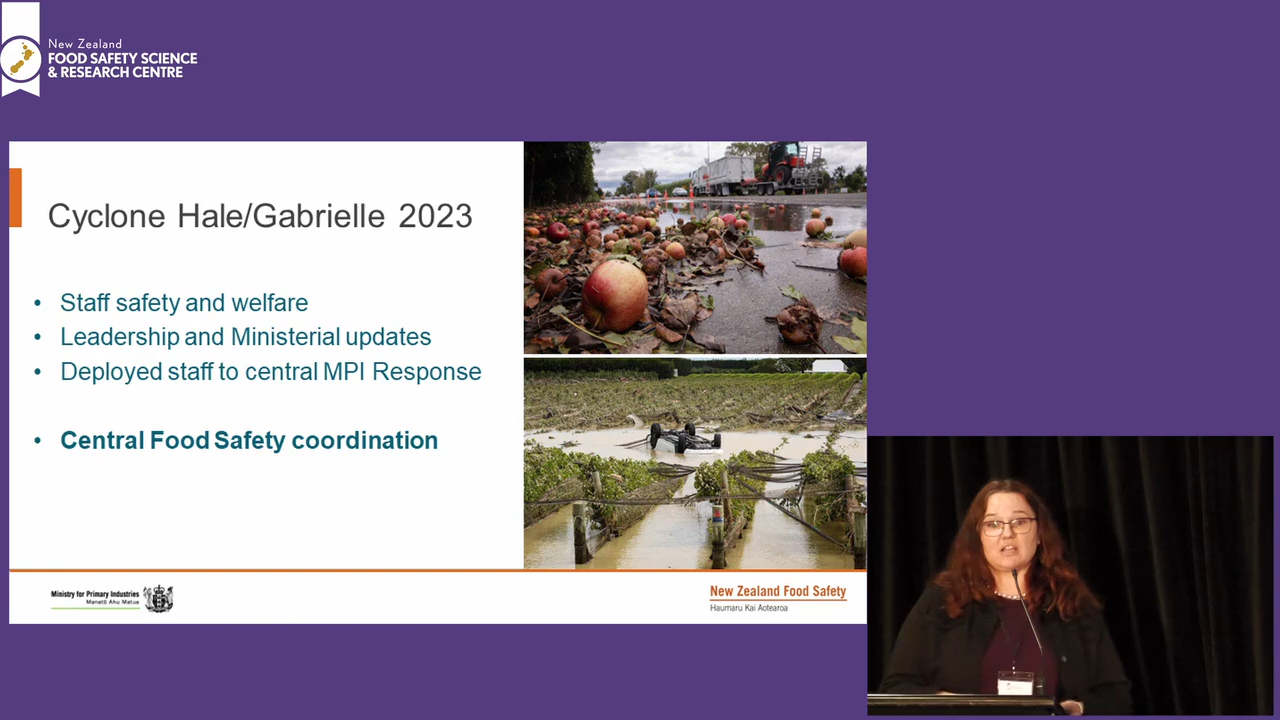 New Zealand
FOOD SAFETY SCIENCE
& RESEARCH CENTRE
Cyclone Hale/Gabrielle 2023
• Staff safety and welfare
• Leadership and Ministerial updates
• Deployed staff to central MPI Response
• Central Food Safety coordination
Ministry for Primary Industries
Manatū Ahu Matua
New Zealand Food Safety
Haumaru Kai Aotearoa